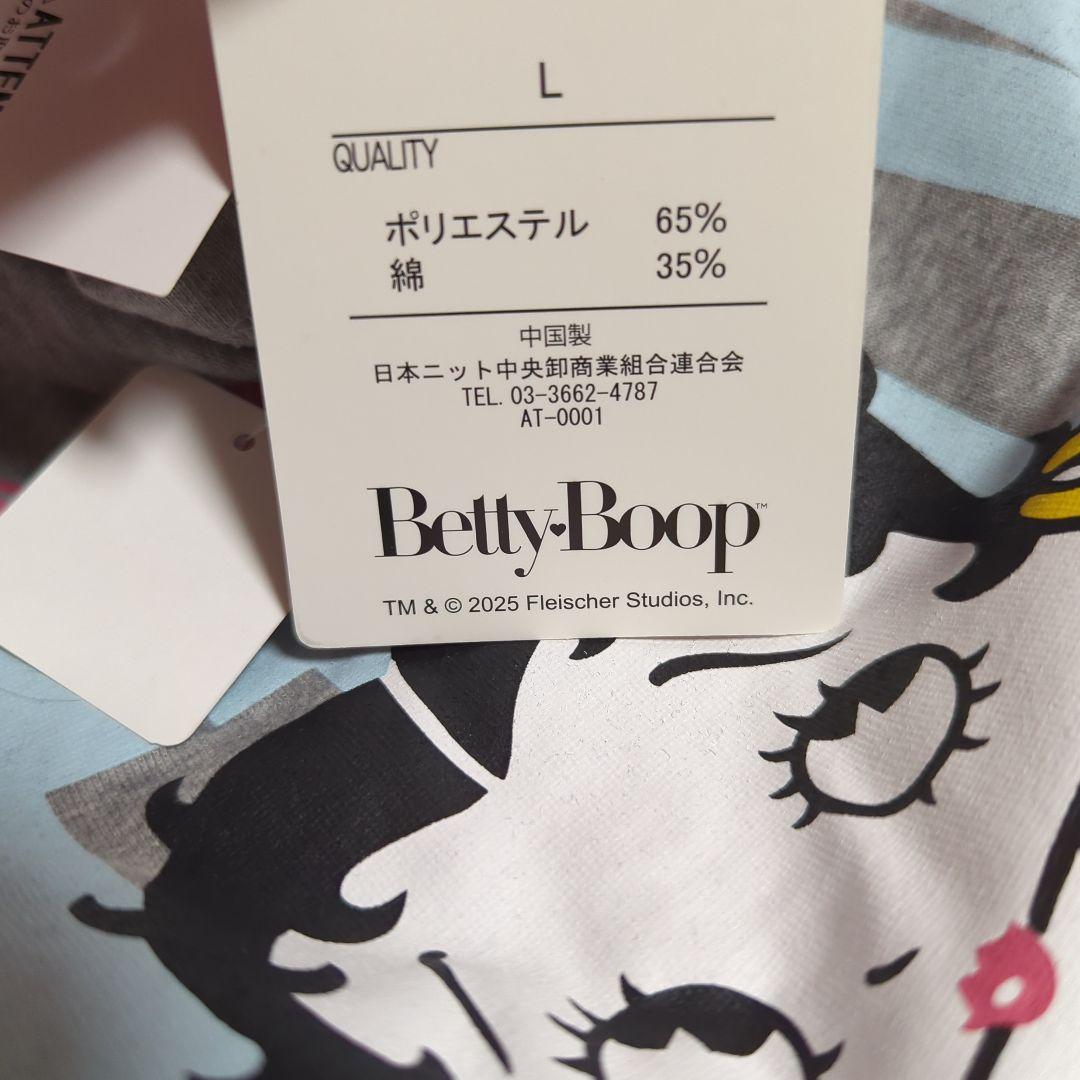 ATTEN
L
QUALITY
ポリエステル 65%
綿 35%
中国製
日本ニット中央卸商業組合連合会
TEL. 03-3662-4787
AT-0001
Betty Boop™
TM & © 2025 Fleischer Studios, Inc.